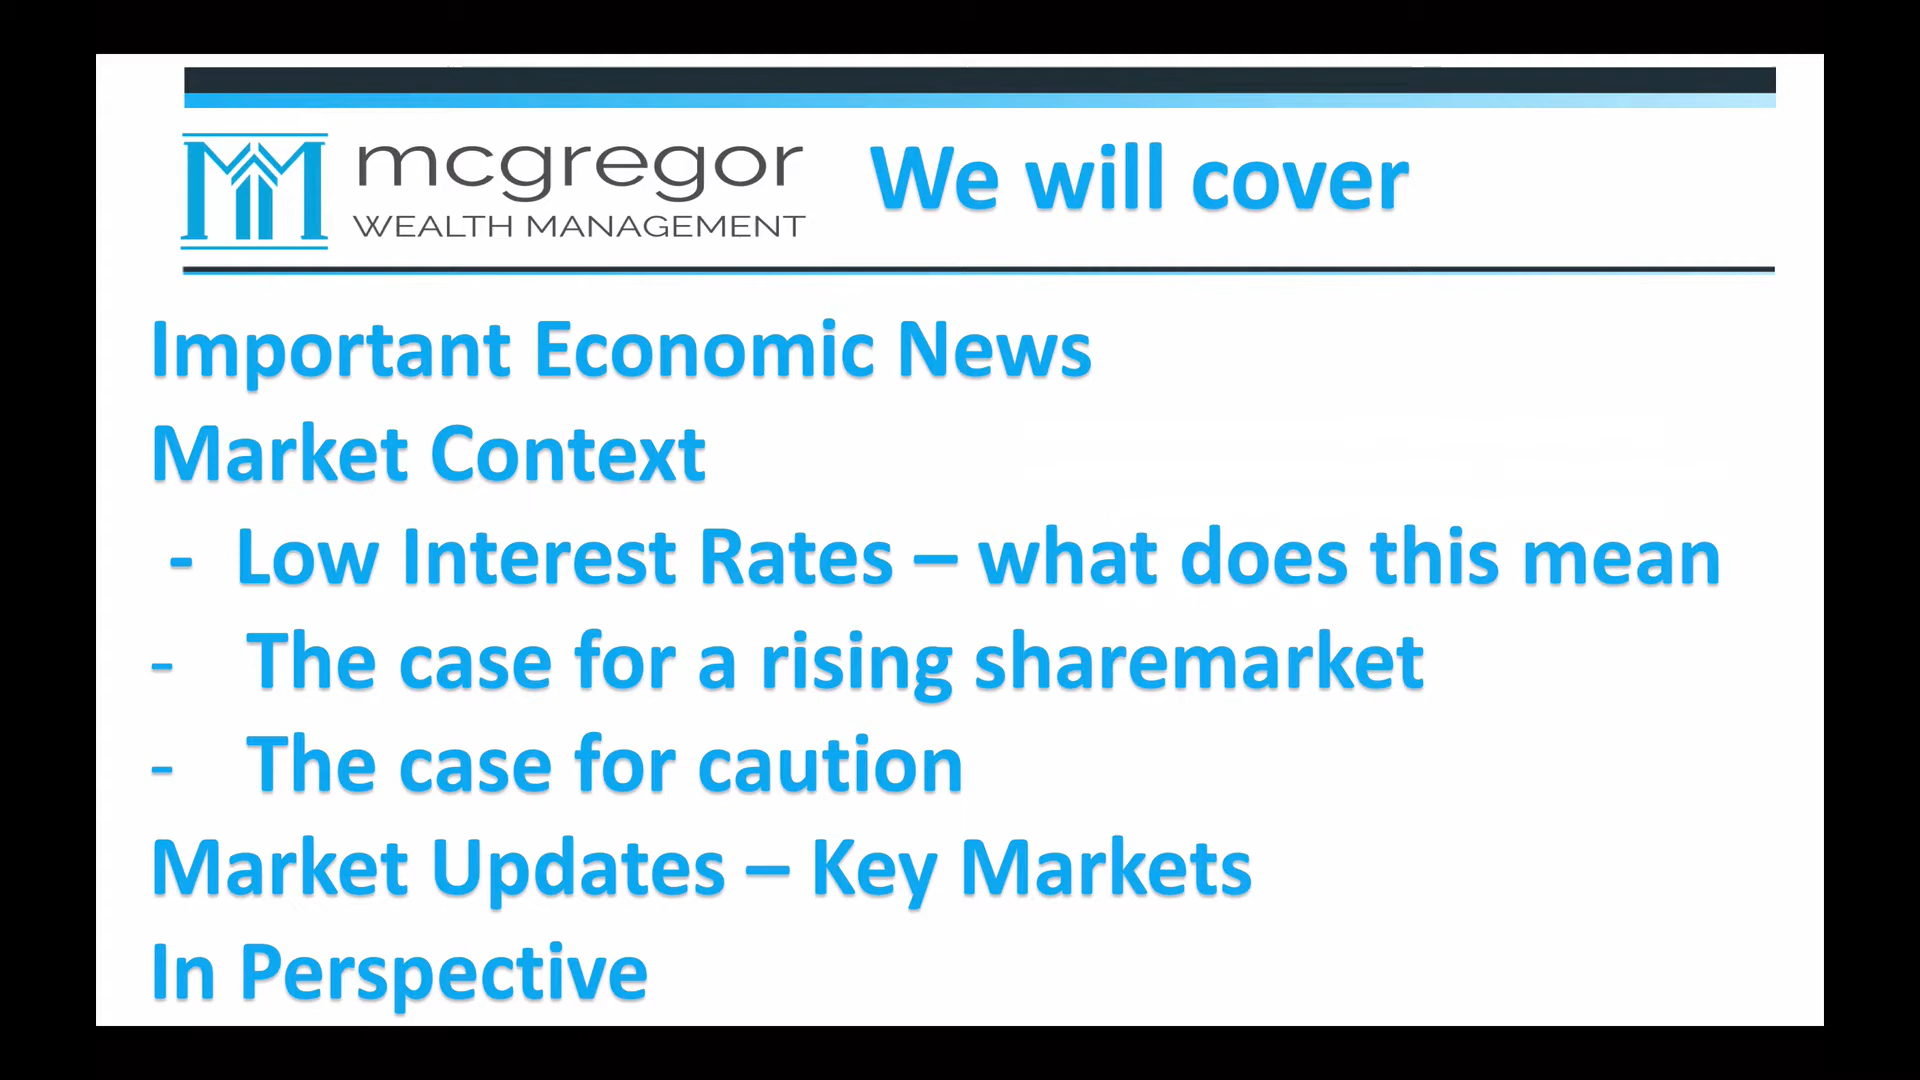 mcgregor
WEALTH MANAGEMENT
We will cover
Important Economic News
Market Context
- Low Interest Rates – what does this mean
- The case for a rising sharemarket
- The case for caution
Market Updates – Key Markets
In Perspective